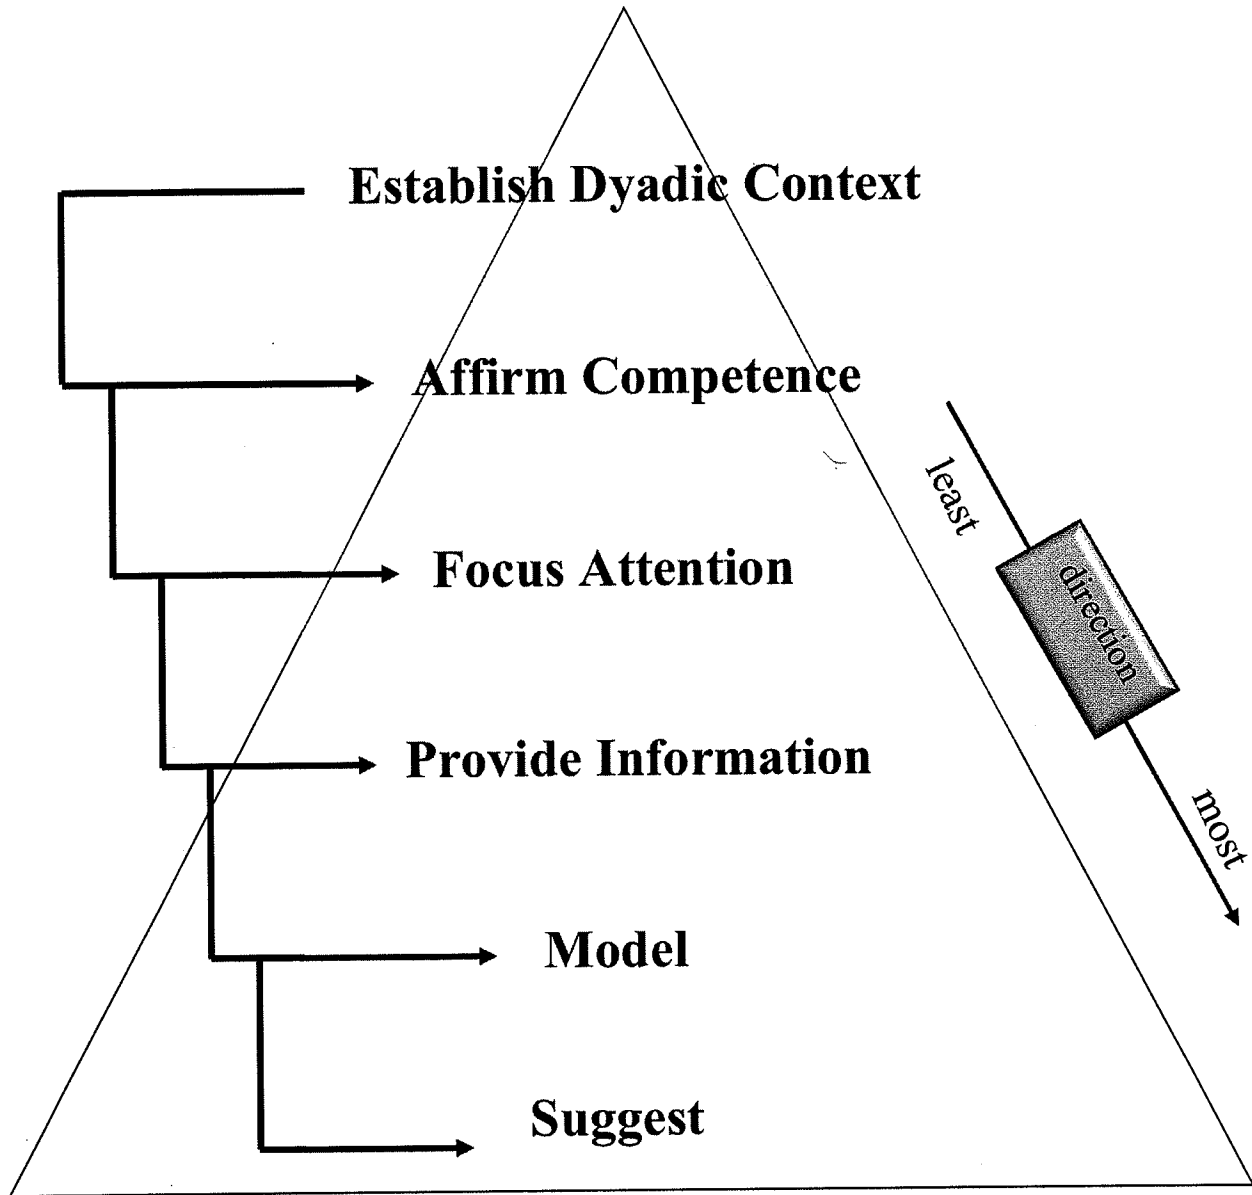 Establish Dyadic Context
Affirm Competence
least
Focus Attention
direction
Provide Information
most
Model
Suggest